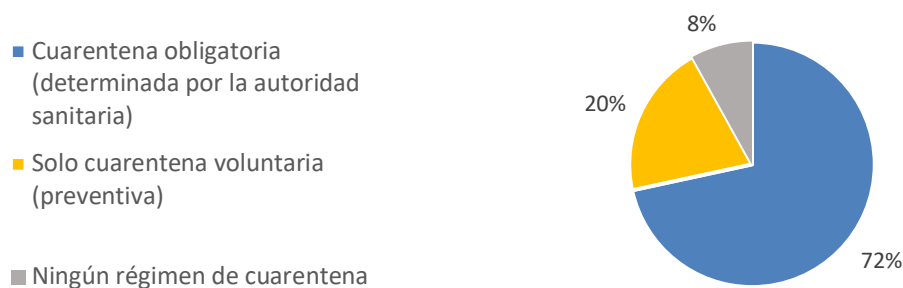 Cuarentena obligatoria
(determinada por la autoridad
sanitaria)
Solo cuarentena voluntaria
(preventiva)
Ningún régimen de cuarentena
8%
20%
72%